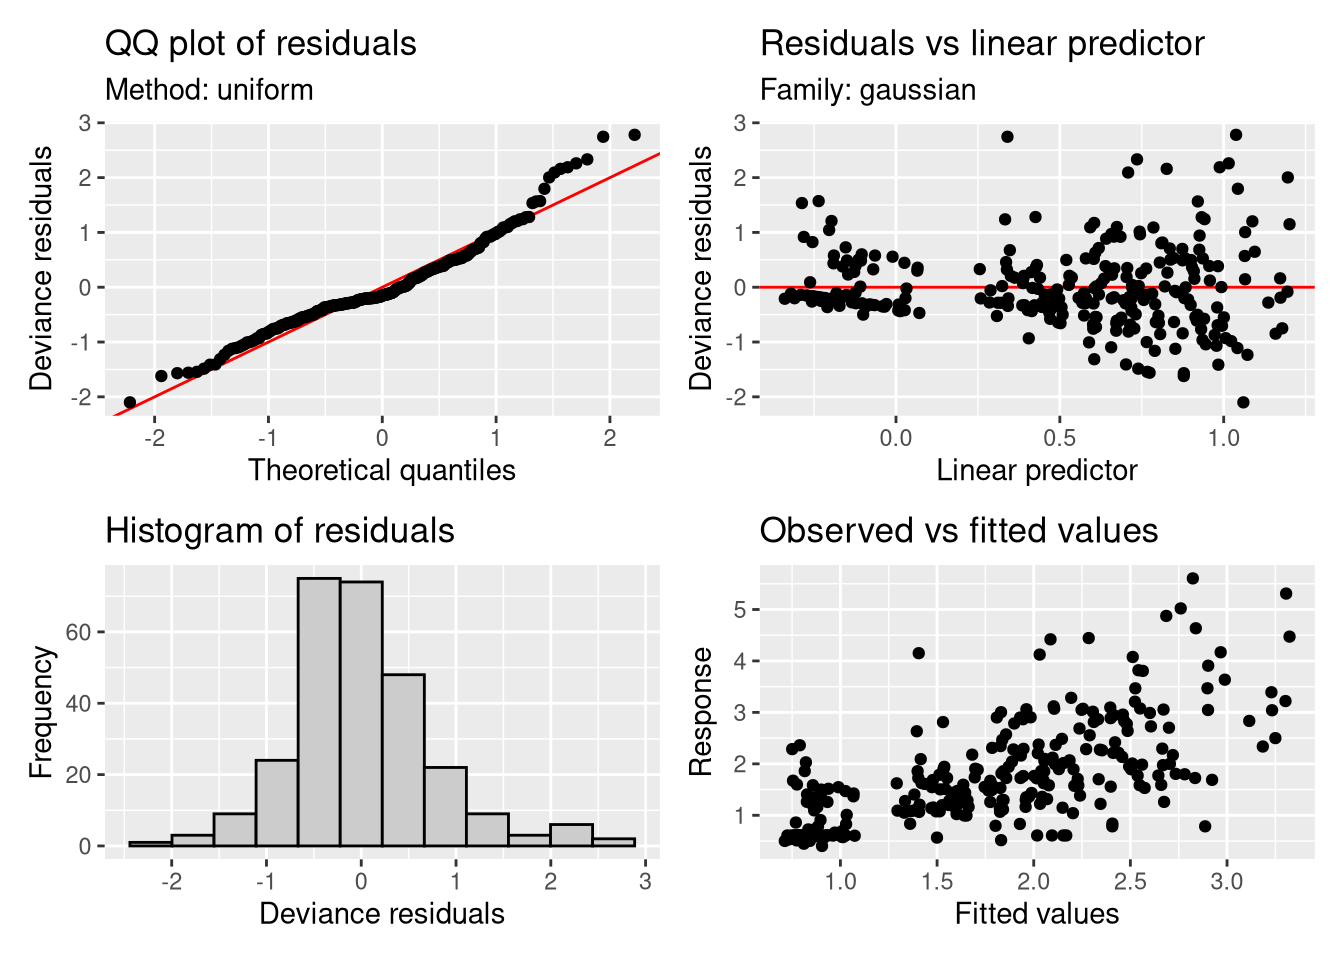 QQ plot of residuals
Method: uniform
Deviance residuals
3
2
1
0
-1
-2
-2 -1 0 1 2
Theoretical quantiles
Residuals vs linear predictor
Family: gaussian
Deviance residuals
3
2
1
0
-1
-2
0.0 0.5 1.0
Linear predictor
Histogram of residuals
Frequency
60
40
20
0
-2 -1 0 1 2 3
Deviance residuals
Observed vs fitted values
Response
5
4
3
2
1
1.0 1.5 2.0 2.5 3.0
Fitted values